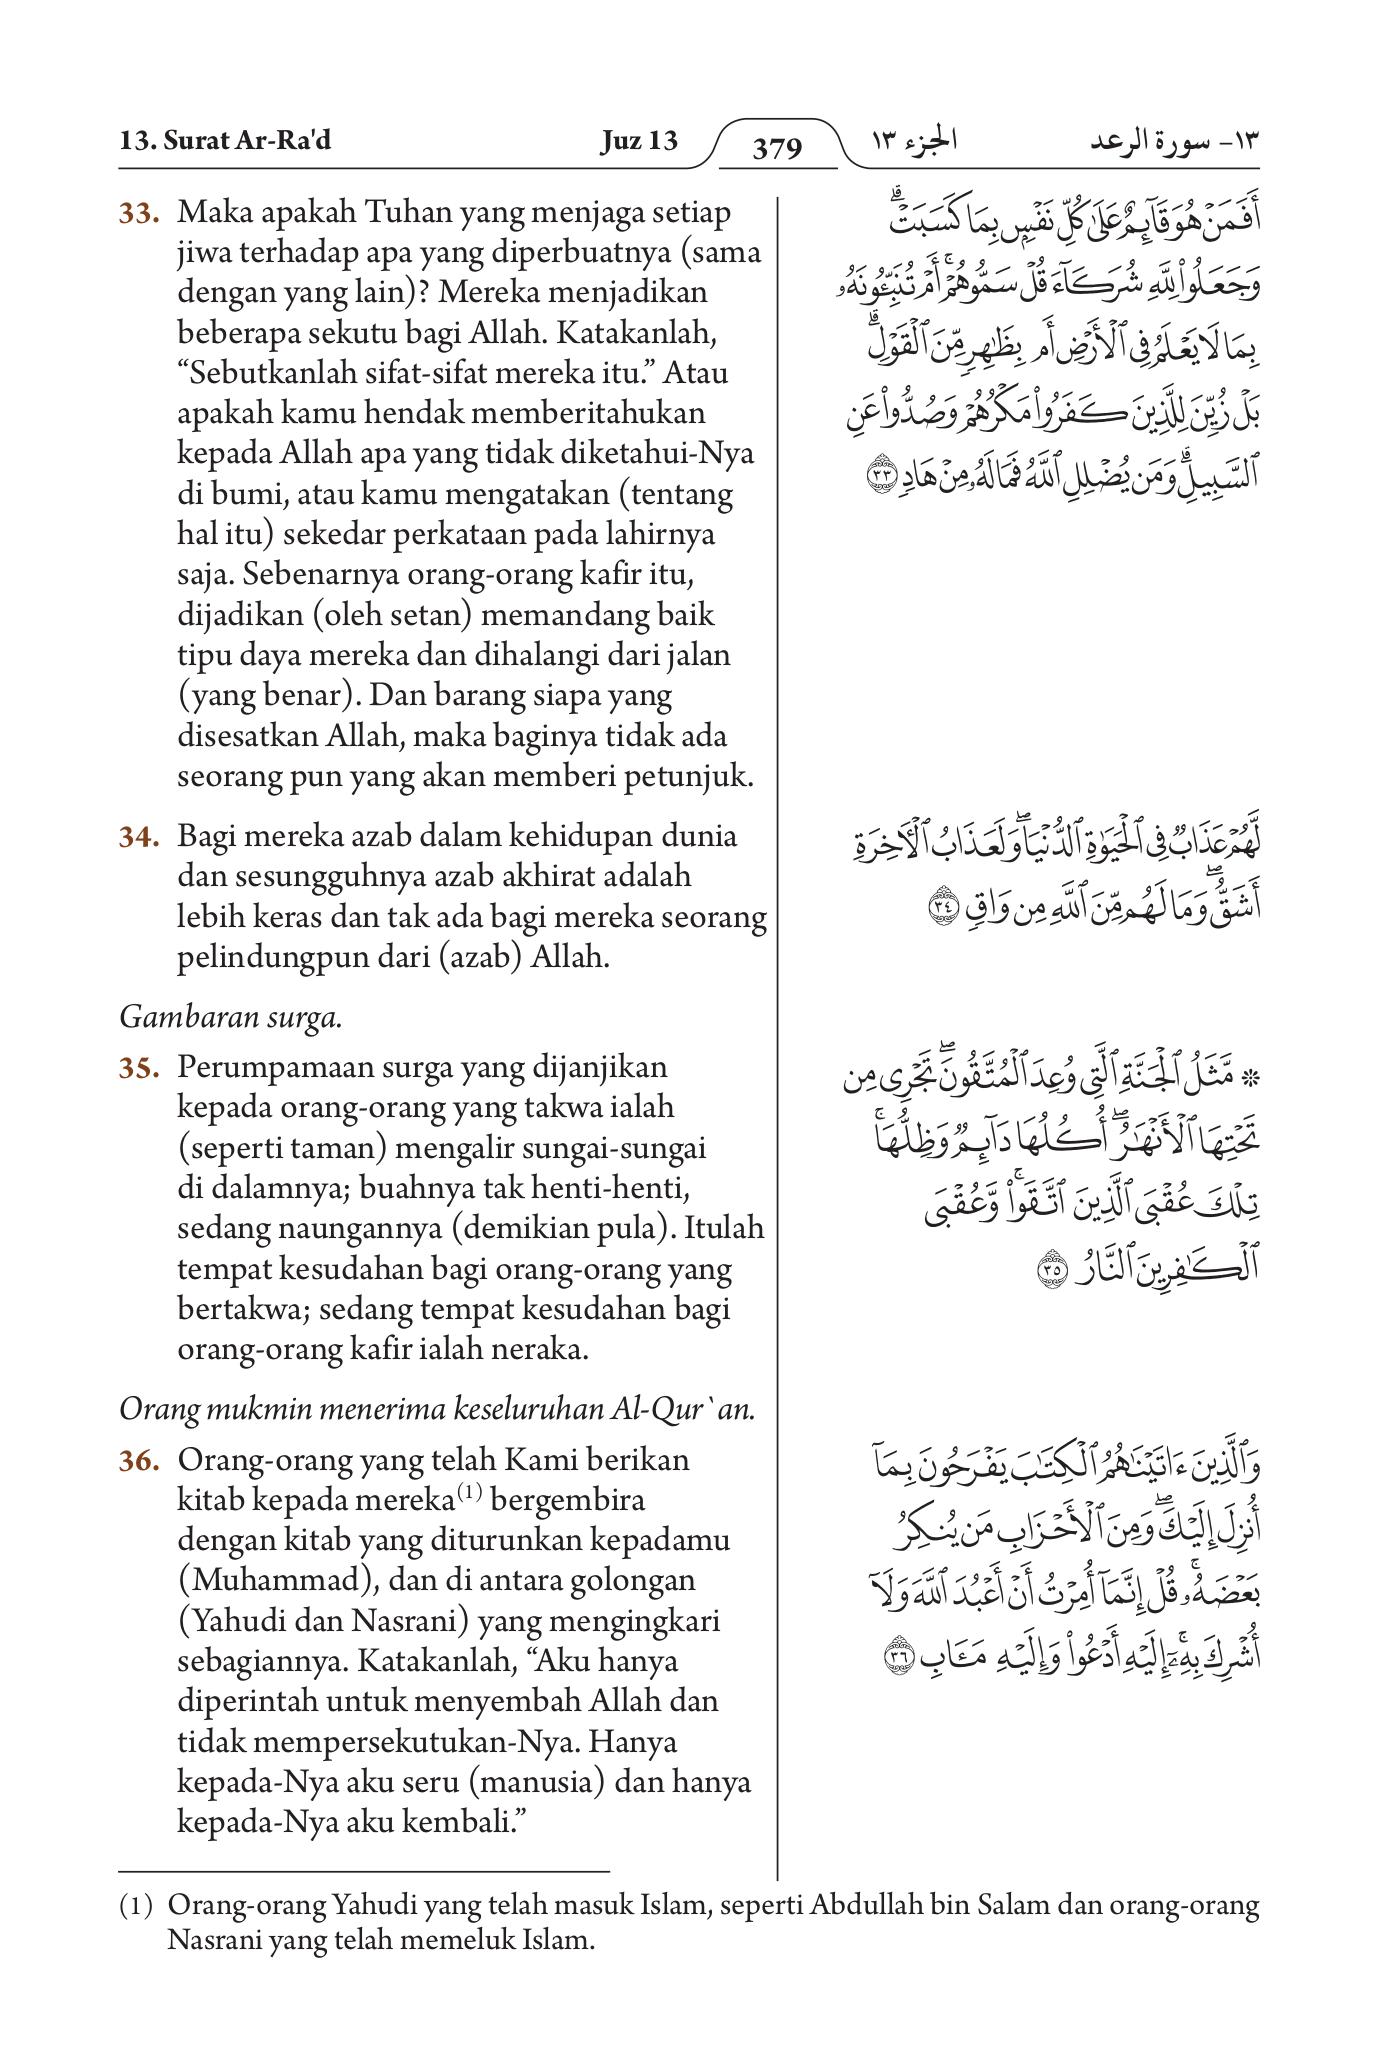 13. Surat Ar-Ra'd
Juz 13
379
الجزء ١٣
١٣- سورة الرعد
33. Maka apakah Tuhan yang menjaga setiap
jiwa terhadap apa yang diperbuatnya (sama
dengan yang lain)? Mereka menjadikan
beberapa sekutu bagi Allah. Katakanlah,
“Sebutkanlah sifat-sifat mereka itu.” Atau
apakah kamu hendak memberitahukan
kepada Allah apa yang tidak diketahui-Nya
di bumi, atau kamu mengatakan (tentang
hal itu) sekedar perkataan pada lahirnya
saja. Sebenarnya orang-orang kafir itu,
dijadikan (oleh setan) memandang baik
tipu daya mereka dan dihalangi dari jalan
(yang benar). Dan barang siapa yang
disesatkan Allah, maka baginya tidak ada
seorang pun yang akan memberi petunjuk.
34. Bagi mereka azab dalam kehidupan dunia
dan sesungguhnya azab akhirat adalah
lebih keras dan tak ada bagi mereka seorang
pelindungpun dari (azab) Allah.
Gambaran surga.
35. Perumpamaan surga yang dijanjikan
kepada orang-orang yang takwa ialah
(seperti taman) mengalir sungai-sungai
di dalamnya; buahnya tak henti-henti,
sedang naungannya (demikian pula). Itulah
tempat kesudahan bagi orang-orang yang
bertakwa; sedang tempat kesudahan bagi
orang-orang kafir ialah neraka.
Orang mukmin menerima keseluruhan Al-Qur`an.
36. Orang-orang yang telah Kami berikan
kitab kepada mereka(1) bergembira
dengan kitab yang diturunkan kepadamu
(Muhammad), dan di antara golongan
(Yahudi dan Nasrani) yang mengingkari
sebagiannya. Katakanlah, “Aku hanya
diperintah untuk menyembah Allah dan
tidak mempersekutukan-Nya. Hanya
kepada-Nya aku seru (manusia) dan hanya
kepada-Nya aku kembali.”
أَفَمَنْ هُوَ قَآئِمٌ عَلَىٰ كُلِّ نَفْسٍۭ بِمَا كَسَبَتْۗ
وَجَعَلُوا۟ لِلَّهِ شُرَكَآءَ قُلْ سَمُّوهُمْۚ أَمْ تُنَبِّـُٔونَهُۥ
بِمَا لَا يَعْلَمُ فِى ٱلْأَرْضِ أَم بِظَٰهِرٍ مِّنَ ٱلْقَوْلِۗ
بَلْ زُيِّنَ لِلَّذِينَ كَفَرُوا۟ مَكْرُهُمْ وَصُدُّوا۟ عَنِ
ٱلسَّبِيلِۗ وَمَن يُضْلِلِ ٱللَّهُ فَمَا لَهُۥ مِنْ هَادٍ ٣٣
لَّهُمْ عَذَابٌ فِى ٱلْحَيَوٰةِ ٱلدُّنْيَاۖ وَلَعَذَابُ ٱلْـَٔاخِرَةِ
أَشَقُّۖ وَمَا لَهُم مِّنَ ٱللَّهِ مِن وَاقٍ ٣٤
* مَّثَلُ ٱلْجَنَّةِ ٱلَّتِى وُعِدَ ٱلْمُتَّقُونَۖ تَجْرِى مِن
تَحْتِهَا ٱلْأَنْهَٰرُۖ أُكُلُهَا دَآئِمٌ وَظِلُّهَاۚ
تِلْكَ عُقْبَى ٱلَّذِينَ ٱتَّقَوا۟ۚ وَّعُقْبَى
ٱلْكَٰفِرِينَ ٱلنَّارُ ٣٥
وَٱلَّذِينَ ءَاتَيْنَٰهُمُ ٱلْكِتَٰبَ يَفْرَحُونَ بِمَآ
أُنزِلَ إِلَيْكَۖ وَمِنَ ٱلْأَحْزَابِ مَن يُنكِرُ
بَعْضَهُۥۚ قُلْ إِنَّمَآ أُمِرْتُ أَنْ أَعْبُدَ ٱللَّهَ وَلَآ
أُشْرِكَ بِهِۦٓۚ إِلَيْهِ أَدْعُوا۟ وَإِلَيْهِ مَـَٔابِ ٣٦
(1) Orang-orang Yahudi yang telah masuk Islam, seperti Abdullah bin Salam dan orang-orang
Nasrani yang telah memeluk Islam.